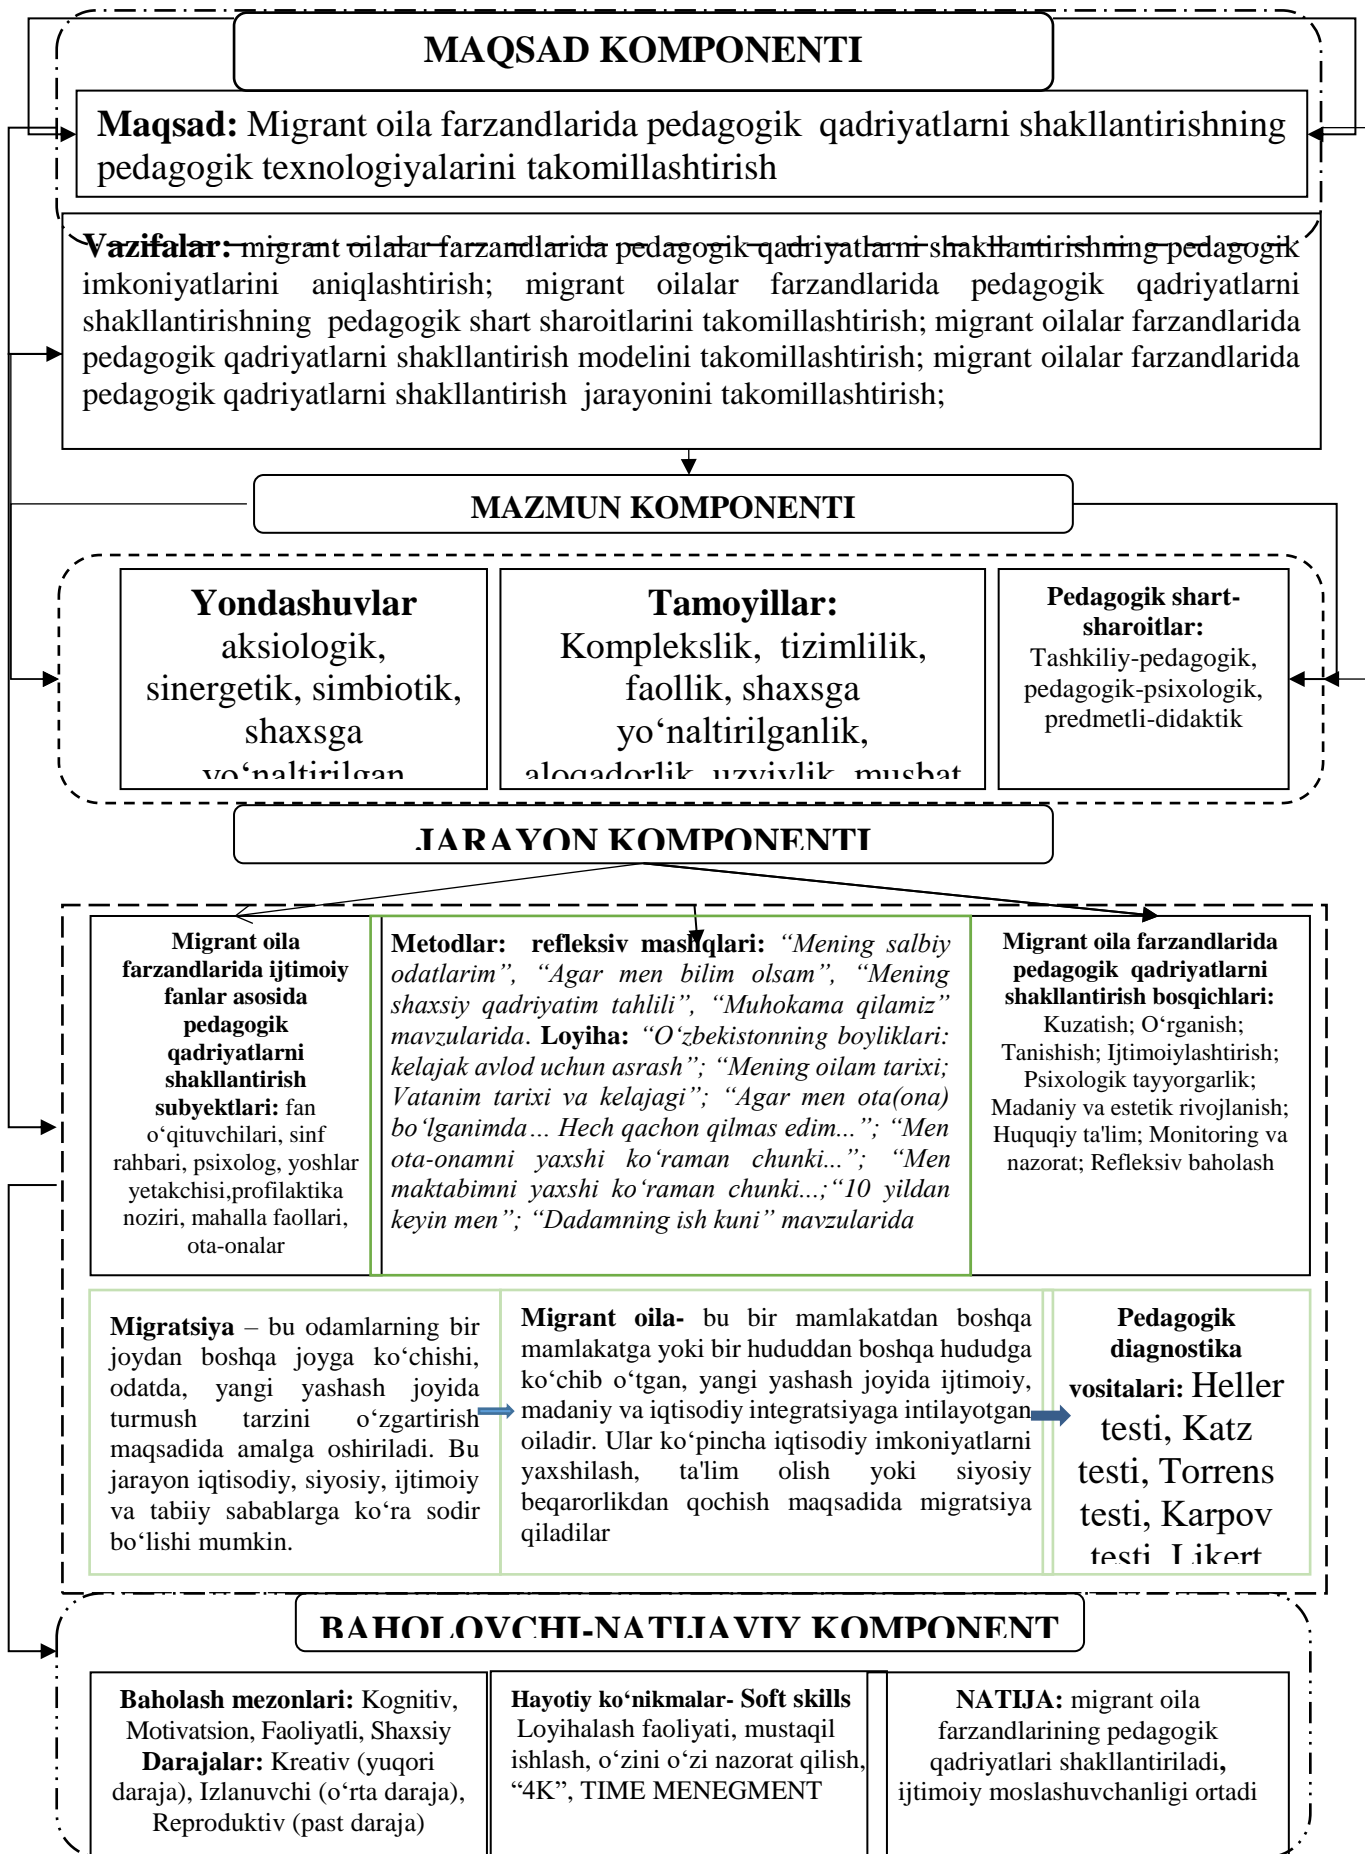 MAQSAD KOMPONENTI
Maqsad: Migrant oila farzandlarida pedagogik qadriyatlarni shakllantirishning
pedagogik texnologiyalarini takomillashtirish
Vazifalar: migrant oilalar farzandlarida pedagogik qadriyatlarni shakllantirishning pedagogik
imkoniyatlarini aniqlashtirish; migrant oilalar farzandlarida pedagogik qadriyatlarni
shakllantirishning pedagogik shart sharoitlarini takomillashtirish; migrant oilalar farzandlarida
pedagogik qadriyatlarni shakllantirish modelini takomillashtirish; migrant oilalar farzandlarida
pedagogik qadriyatlarni shakllantirish jarayonini takomillashtirish;
MAZMUN KOMPONENTI
Yondashuvlar
aksiologik,
sinergetik, simbiotik,
shaxsga
yo‘naltirilgan
Tamoyillar:
Komplekslik, tizimlilik,
faollik, shaxsga
yo‘naltirilganlik,
aloqadorlik, uzviylik, musbat
Pedagogik shart-
sharoitlar:
Tashkiliy-pedagogik,
pedagogik-psixologik,
predmetli-didaktik
JARAYON KOMPONENTI
Migrant oila
farzandlarida ijtimoiy
fanlar asosida
pedagogik
qadriyatlarni
shakllantirish
subyektlari: fan
o‘qituvchilari, sinf
rahbari, psixolog, yoshlar
yetakchisi,profilaktika
noziri, mahalla faollari,
ota-onalar
Metodlar: refleksiv mashqlari: “Mening salbiy
odatlarim”, “Agar men bilim olsam”, “Mening
shaxsiy qadriyatim tahlili”, “Muhokama qilamiz”
mavzularida. Loyiha: “O‘zbekistonning boyliklari:
kelajak avlod uchun asrash”; “Mening oilam tarixi;
Vatanim tarixi va kelajagi”; “Agar men ota(ona)
bo‘lganimda… Hech qachon qilmas edim...”; “Men
ota-onamni yaxshi ko‘raman chunki...”; “Men
maktabimni yaxshi ko‘raman chunki...;“10 yildan
keyin men”; “Dadamning ish kuni” mavzularida
Migrant oila farzandlarida
pedagogik qadriyatlarni
shakllantirish bosqichlari:
Kuzatish; O‘rganish;
Tanishish; Ijtimoiylashtirish;
Psixologik tayyorgarlik;
Madaniy va estetik rivojlanish;
Huquqiy ta'lim; Monitoring va
nazorat; Refleksiv baholash
Migratsiya – bu odamlarning bir
joydan boshqa joyga ko‘chishi,
odatda, yangi yashash joyida
turmush tarzini o‘zgartirish
maqsadida amalga oshiriladi. Bu
jarayon iqtisodiy, siyosiy, ijtimoiy
va tabiiy sabablarga ko‘ra sodir
bo‘lishi mumkin.
Migrant oila- bu bir mamlakatdan boshqa
mamlakatga yoki bir hududdan boshqa hududga
ko‘chib o‘tgan, yangi yashash joyida ijtimoiy,
madaniy va iqtisodiy integratsiyaga intilayotgan
oiladir. Ular ko‘pincha iqtisodiy imkoniyatlarni
yaxshilash, ta'lim olish yoki siyosiy
beqarorlikdan qochish maqsadida migratsiya
qiladilar
Pedagogik
diagnostika
vositalari: Heller
testi, Katz
testi, Torrens
testi, Karpov
testi, Likert
BAHOLOVCHI-NATIJAVIY KOMPONENT
Baholash mezonlari: Kognitiv,
Motivatsion, Faoliyatli, Shaxsiy
Darajalar: Kreativ (yuqori
daraja), Izlanuvchi (o‘rta daraja),
Reproduktiv (past daraja)
Hayotiy ko‘nikmalar- Soft skills
Loyihalash faoliyati, mustaqil
ishlash, o‘zini o‘zi nazorat qilish,
“4K”, TIME MENEGMENT
NATIJA: migrant oila
farzandlarining pedagogik
qadriyatlari shakllantiriladi,
ijtimoiy moslashuvchanligi ortadi